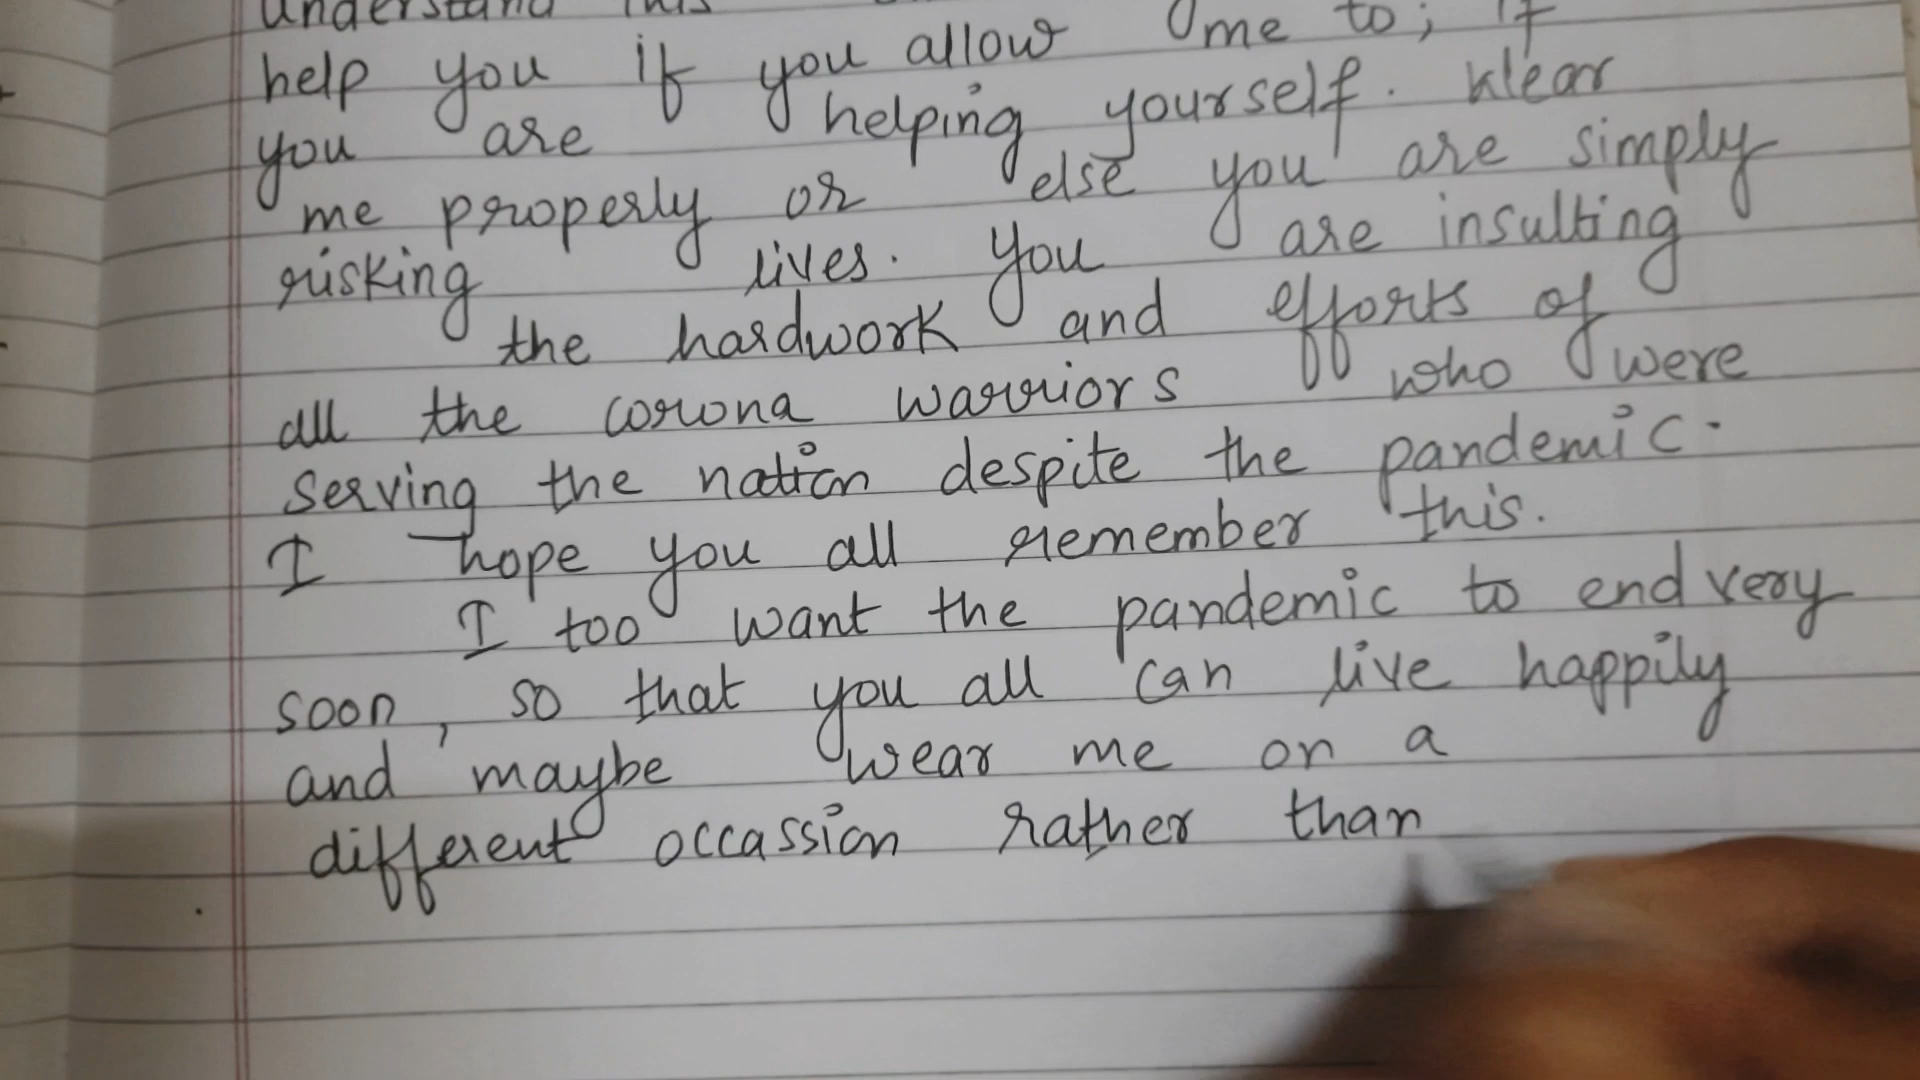 understand this
help you if you allow me to; if
you are helping yourself. Wear
me properly or else you are simply
risking lives. You are insulting
the hardwork and efforts of
all the corona warriors who were
serving the nation despite the pandemic.
I hope you all remember this.
I too want the pandemic to end very
soon, so that you all can live happily
and maybe wear me on a
different occassion rather than